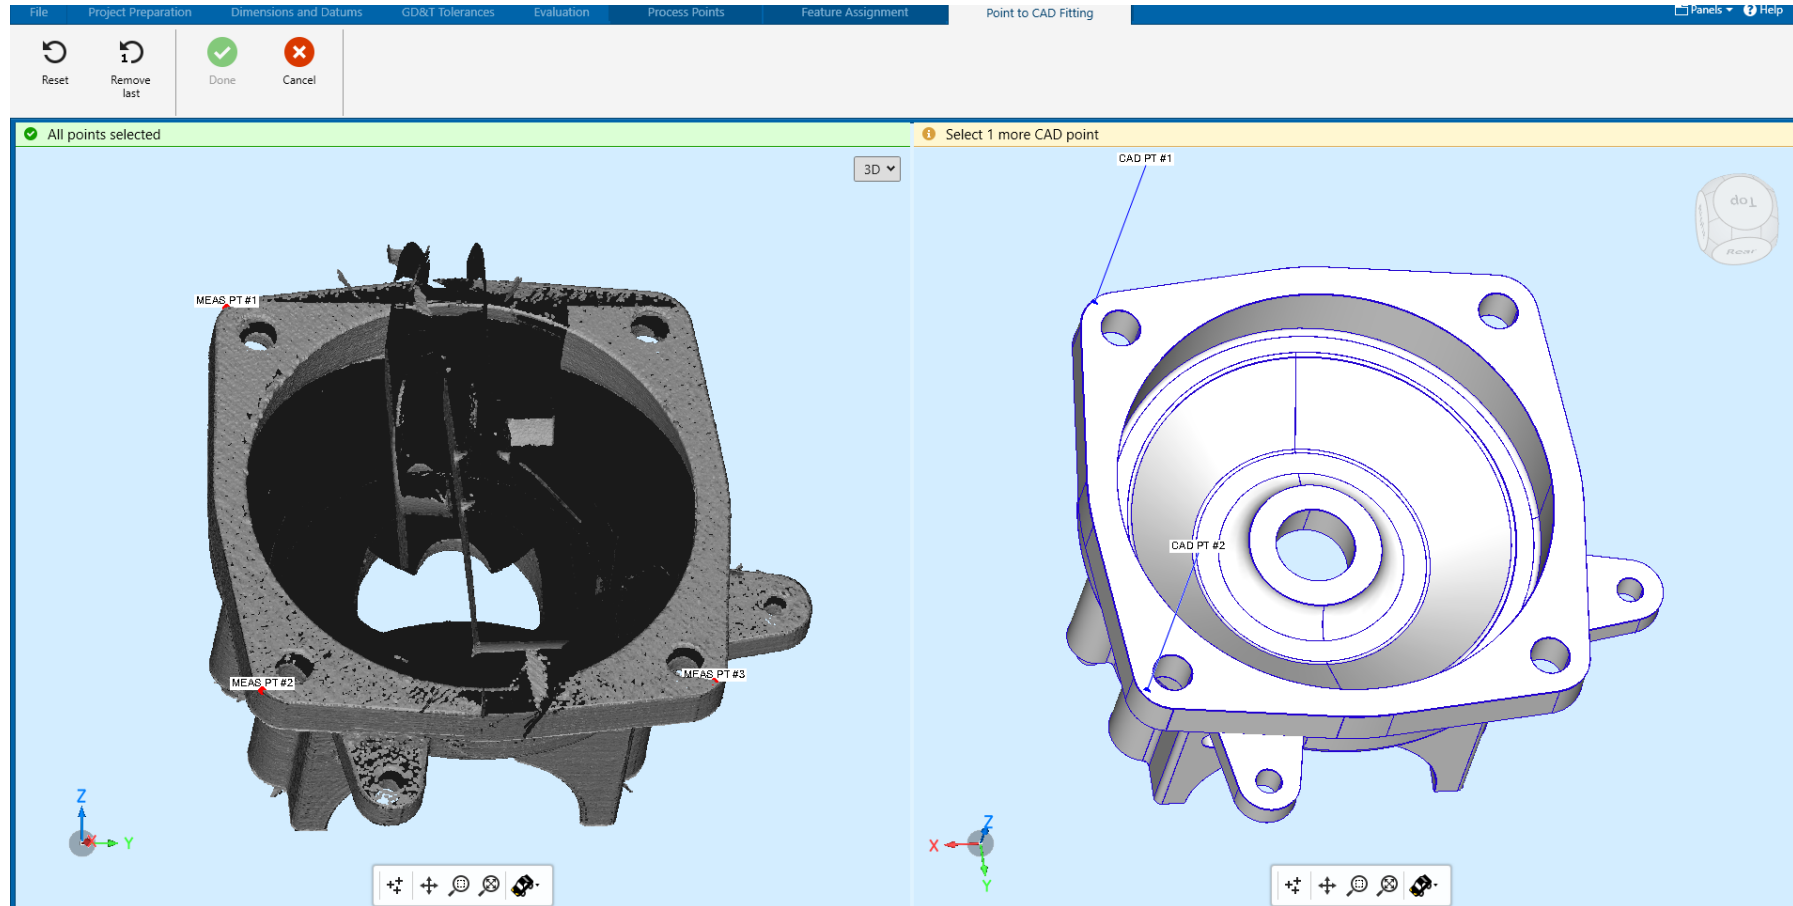 File Project Preparation Dimensions and Datums GD&T Tolerances Evaluation Process Points Feature Assignment Point to CAD Fitting Panels Help
Reset Remove last Done Cancel
All points selected
Select 1 more CAD point
3D
CAD PT #1
Top
Rear
MEAS PT #1
CAD PT #2
MEAS PT #2
MEAS PT #3
Z
Y
X
Z
X
Y